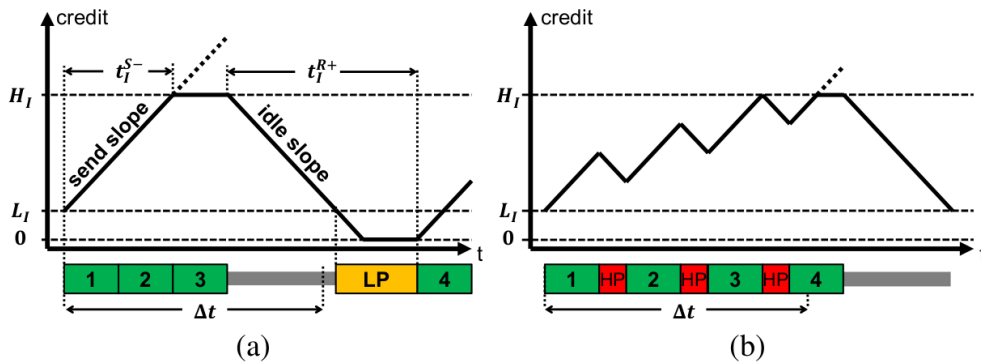 credit
t_I^{S-}
t_I^{R+}
H_I
send slope
idle slope
L_I
0
t
1 2 3 LP 4
Δt
(a)
credit
H_I
L_I
0
t
1 HP 2 HP 3 HP 4
Δt
(b)